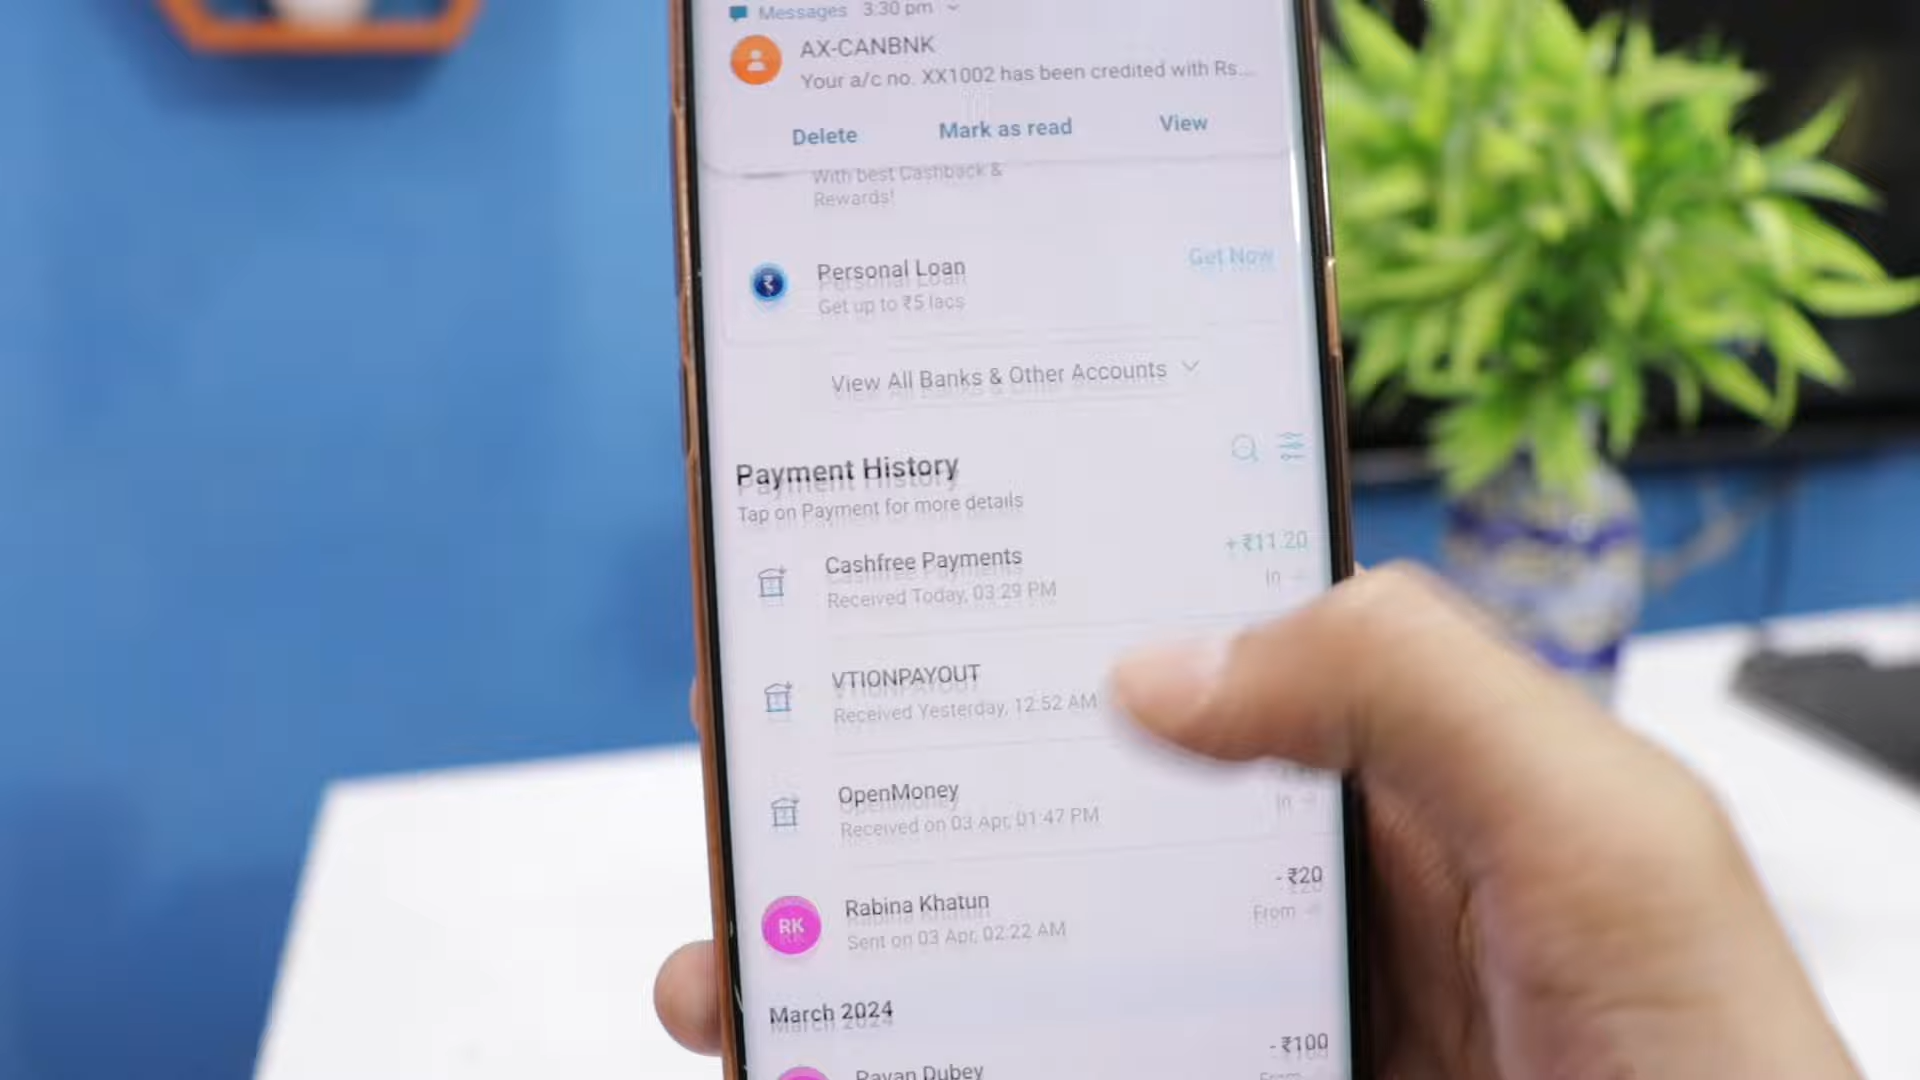 Messages 3:30 pm
AX-CANBNK
Your a/c no. XX1002 has been credited with Rs...
Delete Mark as read View
With best Cashback &
Rewards!
Personal Loan Get Now
Get up to ₹5 lacs
View All Banks & Other Accounts
Payment History
Tap on Payment for more details
Cashfree Payments +₹11.20
Received Today, 03:29 PM In
VTIONPAYOUT
Received Yesterday, 12:52 AM
OpenMoney
Received on 03 Apr, 01:47 PM In
Rabina Khatun - ₹20
RK
Sent on 03 Apr, 02:22 AM From
March 2024
- ₹100
Dubey
From